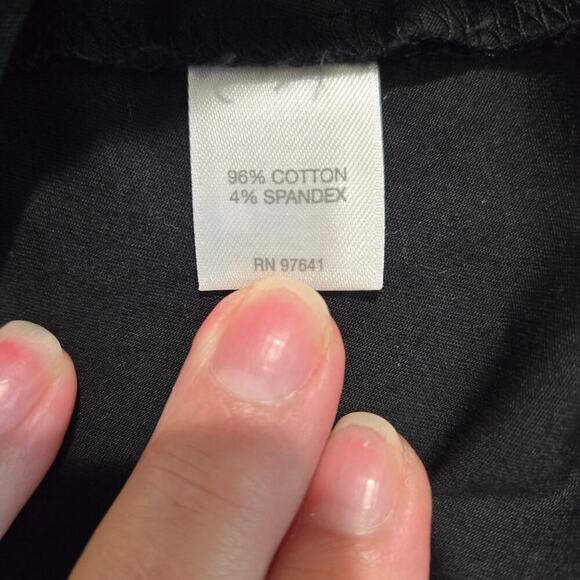 96% COTTON
4% SPANDEX
RN 97641